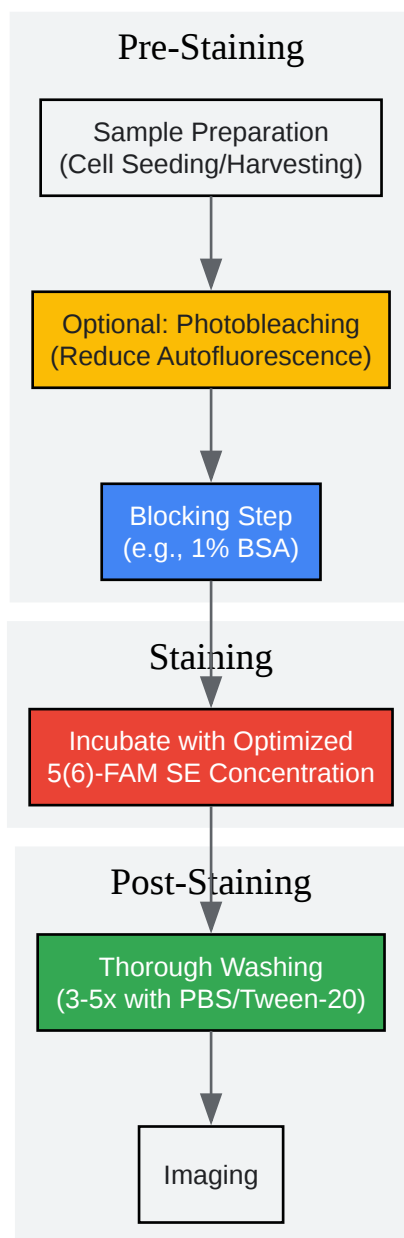 Pre-Staining
Sample Preparation
(Cell Seeding/Harvesting)
Optional: Photobleaching
(Reduce Autofluorescence)
Blocking Step
(e.g., 1% BSA)
Staining
Incubate with Optimized
5(6)-FAM SE Concentration
Post-Staining
Thorough Washing
(3-5x with PBS/Tween-20)
Imaging